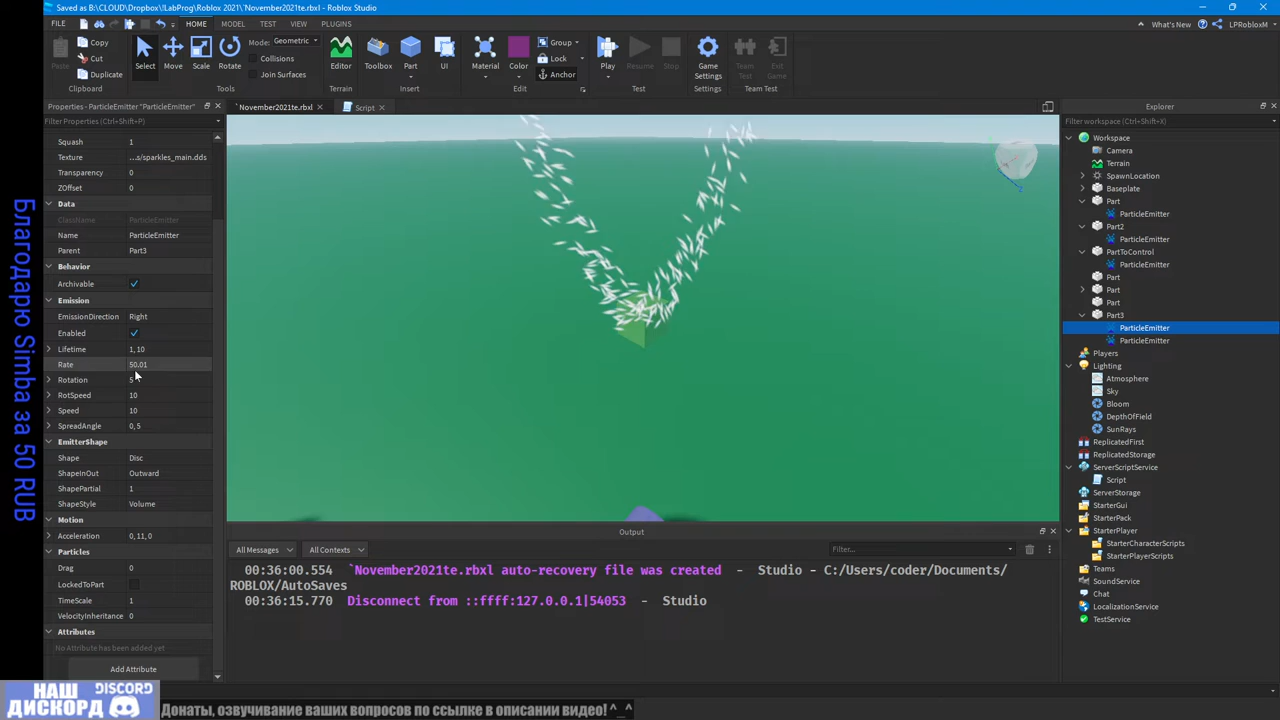 Saved as B:\CLOUD\Dropbox\!LabProg\Roblox 2021\`November2021te.rbxl - Roblox Studio
FILE HOME MODEL TEST VIEW PLUGINS What's New LPRobloxM
Paste Copy Cut Duplicate Clipboard
Select Move Scale Rotate Mode: Geometric Collisions Join Surfaces Tools
Editor Terrain
Toolbox Part UI Insert
Material Color Group Lock Anchor Edit
Play Resume Stop Test
Game Settings Settings
Team Test Exit Game Team Test
Properties - ParticleEmitter "ParticleEmitter"
Filter Properties (Ctrl+Shift+P)
Squash 1
Texture ...s/sparkles_main.dds
Transparency 0
ZOffset 0
Data
ClassName ParticleEmitter
Name ParticleEmitter
Parent Part3
Behavior
Archivable
Emission
EmissionDirection Right
Enabled
Lifetime 1, 10
Rate 50.01
Rotation 5
RotSpeed 10
Speed 10
SpreadAngle 0, 5
EmitterShape
Shape Disc
ShapeInOut Outward
ShapePartial 1
ShapeStyle Volume
Motion
Acceleration 0, 11, 0
Particles
Drag 0
LockedToPart
TimeScale 1
VelocityInheritance 0
Attributes
No Attribute has been added yet
Add Attribute
`November2021te.rbxl Script
Output
All Messages All Contexts Filter...
00:36:00.554 `November2021te.rbxl auto-recovery file was created - Studio - C:/Users/coder/Documents/
ROBLOX/AutoSaves
00:36:15.770 Disconnect from ::ffff:127.0.0.1|54053 - Studio
Explorer
Filter workspace (Ctrl+Shift+X)
Workspace
Camera
Terrain
SpawnLocation
Baseplate
Part
ParticleEmitter
Part2
ParticleEmitter
PartToControl
ParticleEmitter
Part
Part
Part
Part3
ParticleEmitter
ParticleEmitter
Players
Lighting
Atmosphere
Sky
Bloom
DepthOfField
SunRays
ReplicatedFirst
ReplicatedStorage
ServerScriptService
Script
ServerStorage
StarterGui
StarterPack
StarterPlayer
StarterCharacterScripts
StarterPlayerScripts
Teams
SoundService
Chat
LocalizationService
TestService
Благодарю Simba за 50 RUB
НАШ ДИСКОРД DISCORD
Донаты, озвучивание ваших вопросов по ссылке в описании видео! ^_^